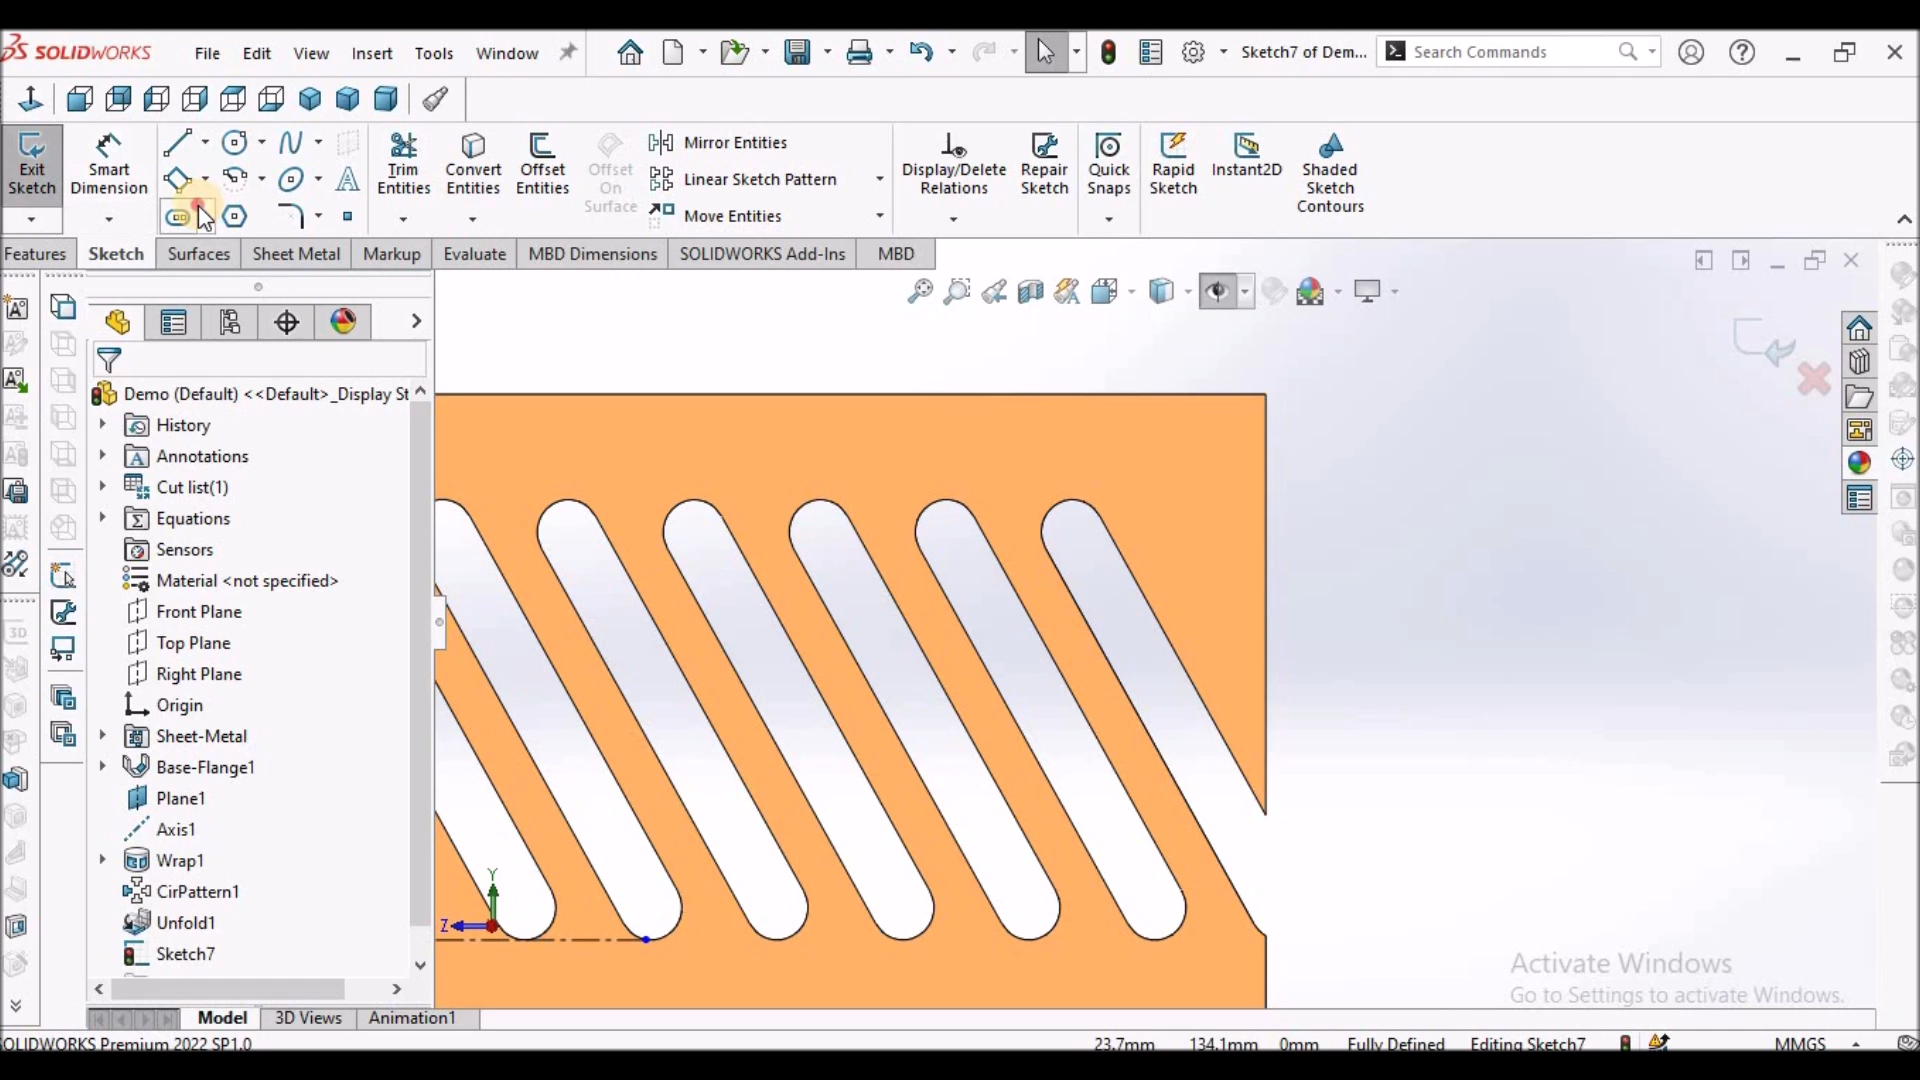 SOLIDWORKS File Edit View Insert Tools Window Sketch7 of Dem... Search Commands
Exit Sketch
Smart Dimension
Trim Entities
Convert Entities
Offset Entities
Offset On Surface
Mirror Entities
Linear Sketch Pattern
Move Entities
Display/Delete Relations
Repair Sketch
Quick Snaps
Rapid Sketch
Instant2D
Shaded Sketch Contours
Features Sketch Surfaces Sheet Metal Markup Evaluate MBD Dimensions SOLIDWORKS Add-Ins MBD
Demo (Default) <<Default>_Display St
History
Annotations
Cut list(1)
Equations
Sensors
Material <not specified>
Front Plane
Top Plane
Right Plane
Origin
Sheet-Metal
Base-Flange1
Plane1
Axis1
Wrap1
CirPattern1
Unfold1
Sketch7
Y
Z
Activate Windows
Go to Settings to activate Windows.
Model 3D Views Animation1
SOLIDWORKS Premium 2022 SP1.0 23.7mm 134.1mm 0mm Fully Defined Editing Sketch7 MMGS